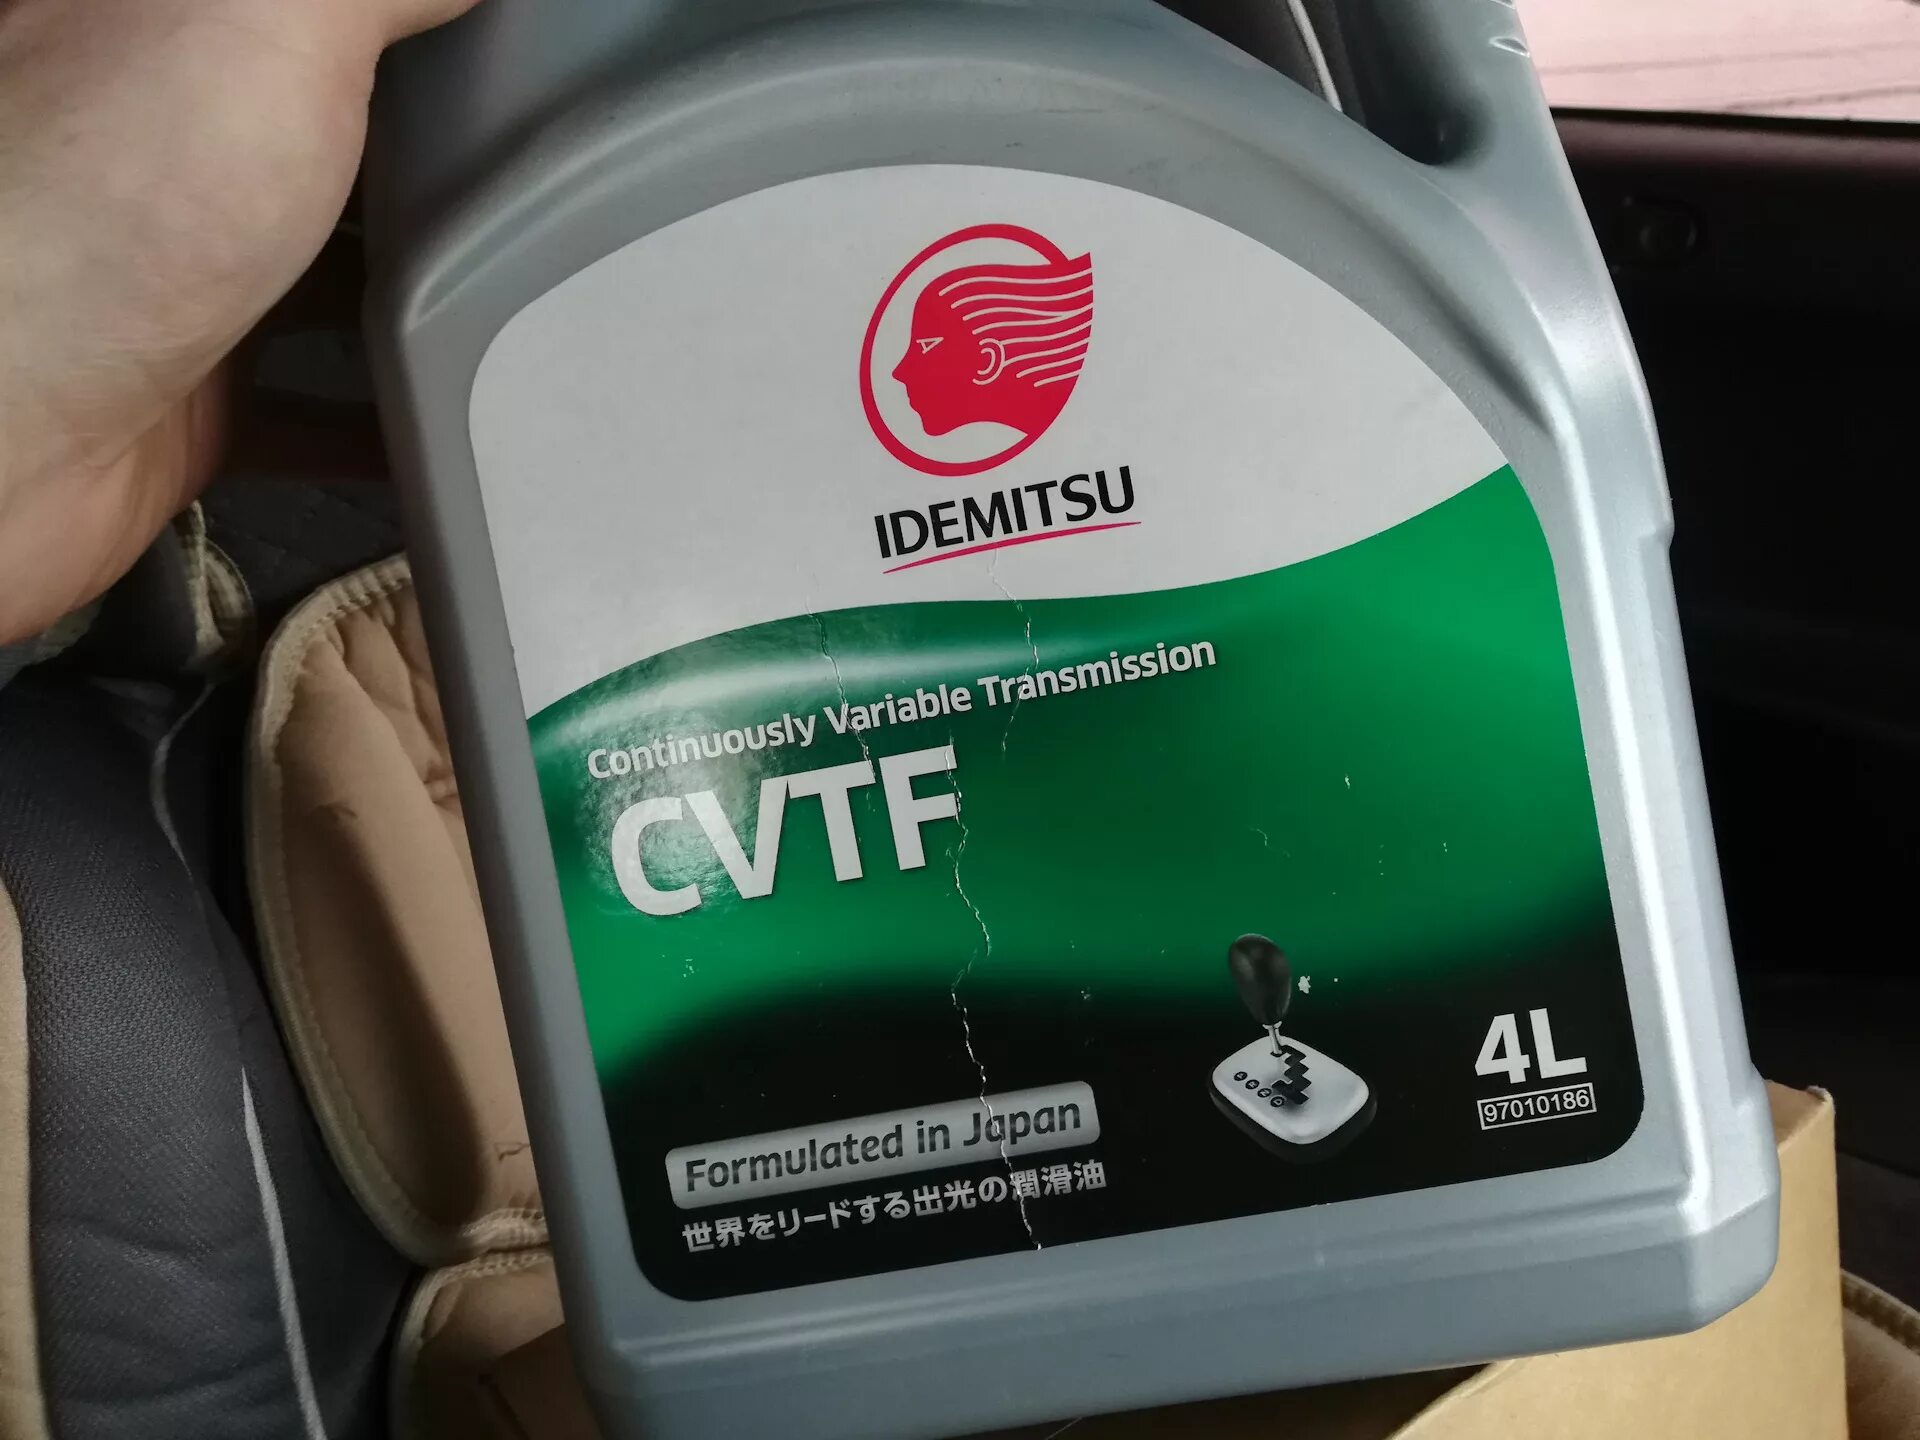 IDEMITSU
Continuously Variable Transmission
CVTF
4L
97010186
Formulated in Japan
世界をリードする出光の潤滑油